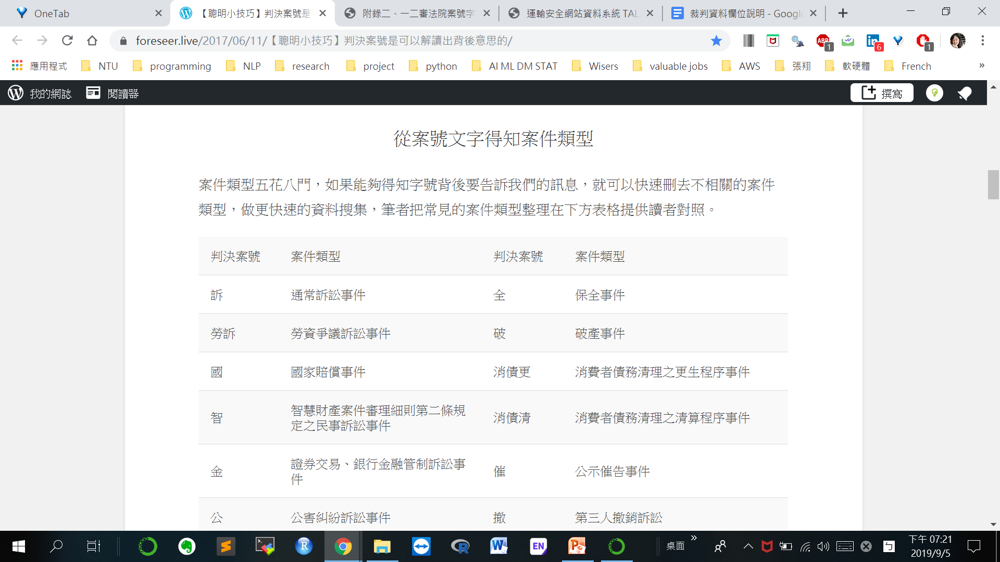 OneTab
【聰明小技巧】判決案號是
附錄二、一二審法院案號字
運輸安全網站資料系統 TAL
裁判資料欄位說明 - Googl
foreseer.live/2017/06/11/【聰明小技巧】判決案號是可以解讀出背後意思的/
ABP 1 in 6 1
應用程式 NTU programming NLP research project python AI ML DM STAT Wisers valuable jobs AWS 張翔 軟硬體 French »
我的網誌 閱讀器 撰寫
從案號文字得知案件類型
案件類型五花八門，如果能夠得知字號背後要告訴我們的訊息，就可以快速刪去不相關的案件
類型，做更快速的資料搜集，筆者把常見的案件類型整理在下方表格提供讀者對照。
判決案號 案件類型 判決案號 案件類型
訴 通常訴訟事件 全 保全事件
勞訴 勞資爭議訴訟事件 破 破產事件
國 國家賠償事件 消債更 消費者債務清理之更生程序事件
智 智慧財產案件審理細則第二條規
定之民事訴訟事件 消債清 消費者債務清理之清算程序事件
金 證券交易、銀行金融管制訴訟事
件 催 公示催告事件
公 公害糾紛訴訟事件 撤 第三人撤銷訴訟
R R W EN P 桌面 » ㄅ
下午 07:21
2019/9/5